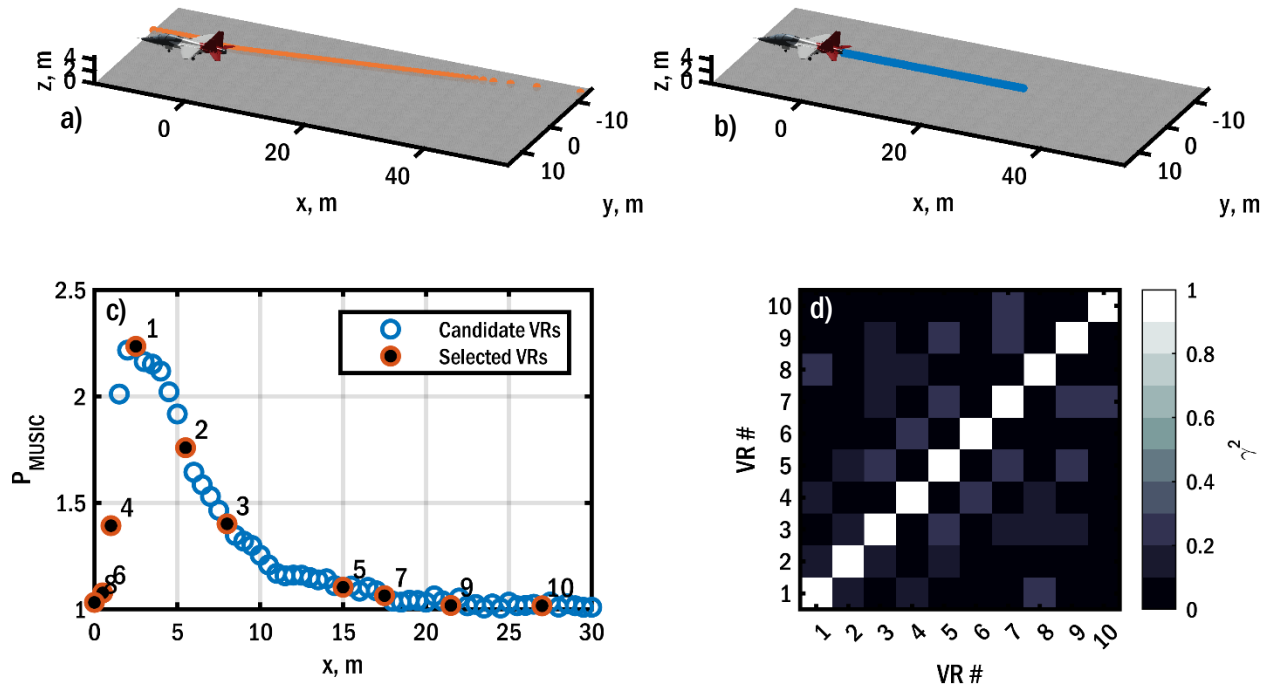 4
2
0
z, m
a)
0
20
40
x, m
-10
0
10
y, m
4
2
0
z, m
b)
0
20
40
x, m
-10
0
10
y, m
c)
2.5
2
1.5
1
P_MUSIC
Candidate VRs
Selected VRs
1
2
3
4
5
6
7
8
9
10
0 5 10 15 20 25 30
x, m
d)
10
9
8
7
6
5
4
3
2
1
VR #
1 2 3 4 5 6 7 8 9 10
VR #
1
0.8
0.6
0.4
0.2
0
γ²